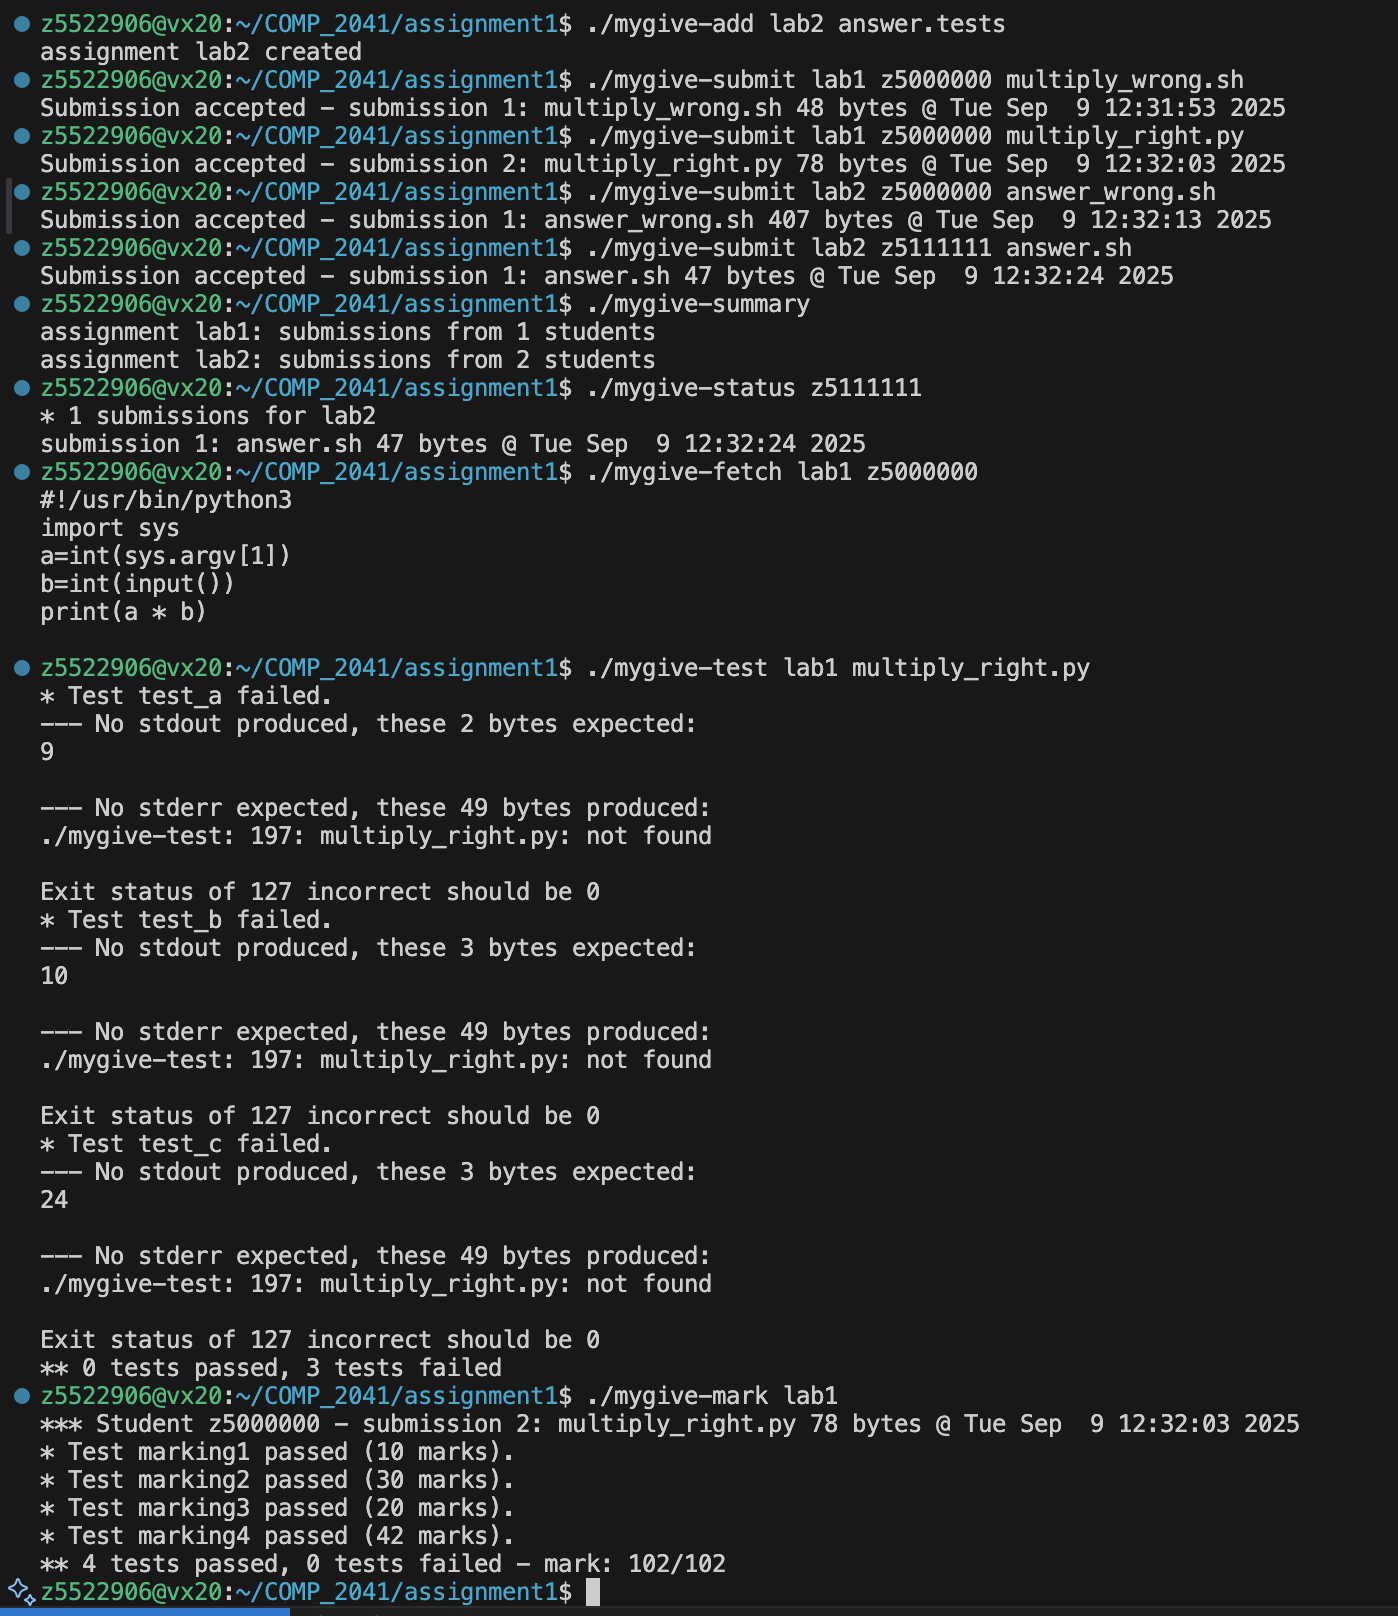 z5522906@vx20:~/COMP_2041/assignment1$ ./mygive-add lab2 answer.tests
assignment lab2 created
z5522906@vx20:~/COMP_2041/assignment1$ ./mygive-submit lab1 z5000000 multiply_wrong.sh
Submission accepted - submission 1: multiply_wrong.sh 48 bytes @ Tue Sep  9 12:31:53 2025
z5522906@vx20:~/COMP_2041/assignment1$ ./mygive-submit lab1 z5000000 multiply_right.py
Submission accepted - submission 2: multiply_right.py 78 bytes @ Tue Sep  9 12:32:03 2025
z5522906@vx20:~/COMP_2041/assignment1$ ./mygive-submit lab2 z5000000 answer_wrong.sh
Submission accepted - submission 1: answer_wrong.sh 407 bytes @ Tue Sep  9 12:32:13 2025
z5522906@vx20:~/COMP_2041/assignment1$ ./mygive-submit lab2 z5111111 answer.sh
Submission accepted - submission 1: answer.sh 47 bytes @ Tue Sep  9 12:32:24 2025
z5522906@vx20:~/COMP_2041/assignment1$ ./mygive-summary
assignment lab1: submissions from 1 students
assignment lab2: submissions from 2 students
z5522906@vx20:~/COMP_2041/assignment1$ ./mygive-status z5111111
* 1 submissions for lab2
submission 1: answer.sh 47 bytes @ Tue Sep  9 12:32:24 2025
z5522906@vx20:~/COMP_2041/assignment1$ ./mygive-fetch lab1 z5000000
#!/usr/bin/python3
import sys
a=int(sys.argv[1])
b=int(input())
print(a * b)

z5522906@vx20:~/COMP_2041/assignment1$ ./mygive-test lab1 multiply_right.py
* Test test_a failed.
--- No stdout produced, these 2 bytes expected:
9

--- No stderr expected, these 49 bytes produced:
./mygive-test: 197: multiply_right.py: not found

Exit status of 127 incorrect should be 0
* Test test_b failed.
--- No stdout produced, these 3 bytes expected:
10

--- No stderr expected, these 49 bytes produced:
./mygive-test: 197: multiply_right.py: not found

Exit status of 127 incorrect should be 0
* Test test_c failed.
--- No stdout produced, these 3 bytes expected:
24

--- No stderr expected, these 49 bytes produced:
./mygive-test: 197: multiply_right.py: not found

Exit status of 127 incorrect should be 0
** 0 tests passed, 3 tests failed
z5522906@vx20:~/COMP_2041/assignment1$ ./mygive-mark lab1
*** Student z5000000 - submission 2: multiply_right.py 78 bytes @ Tue Sep  9 12:32:03 2025
* Test marking1 passed (10 marks).
* Test marking2 passed (30 marks).
* Test marking3 passed (20 marks).
* Test marking4 passed (42 marks).
** 4 tests passed, 0 tests failed - mark: 102/102
z5522906@vx20:~/COMP_2041/assignment1$